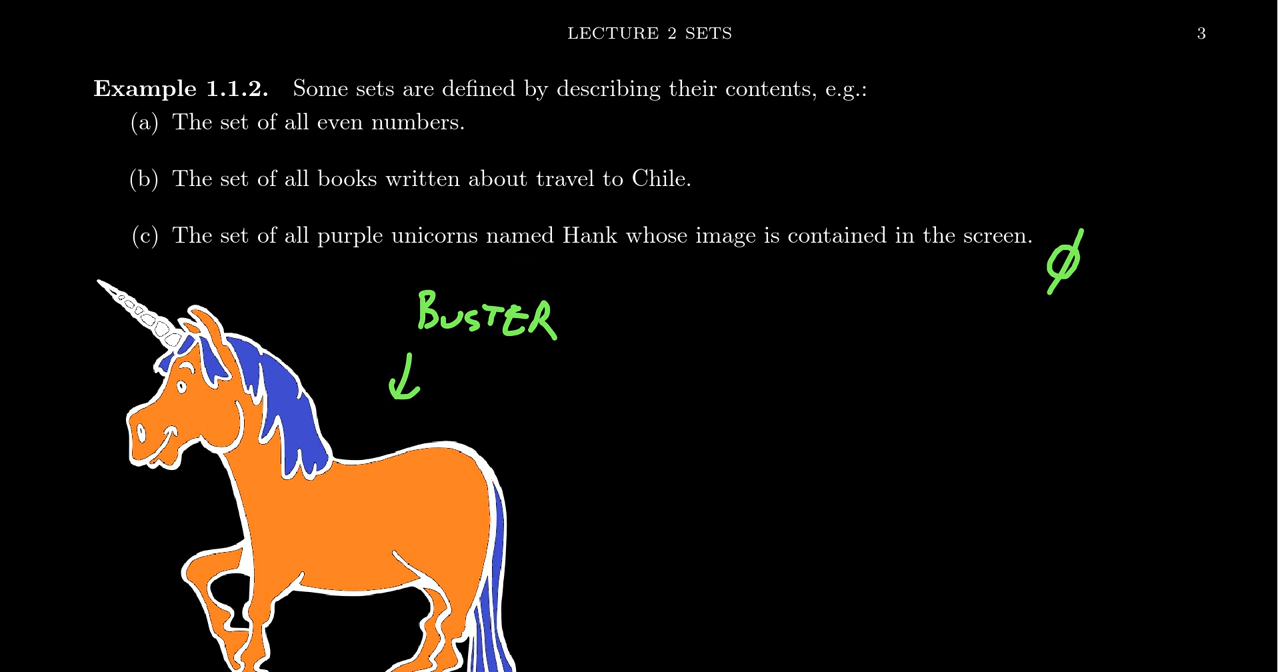 LECTURE 2 SETS 3
Example 1.1.2. Some sets are defined by describing their contents, e.g.:
(a) The set of all even numbers.
(b) The set of all books written about travel to Chile.
(c) The set of all purple unicorns named Hank whose image is contained in the screen.
∅
BUSTER